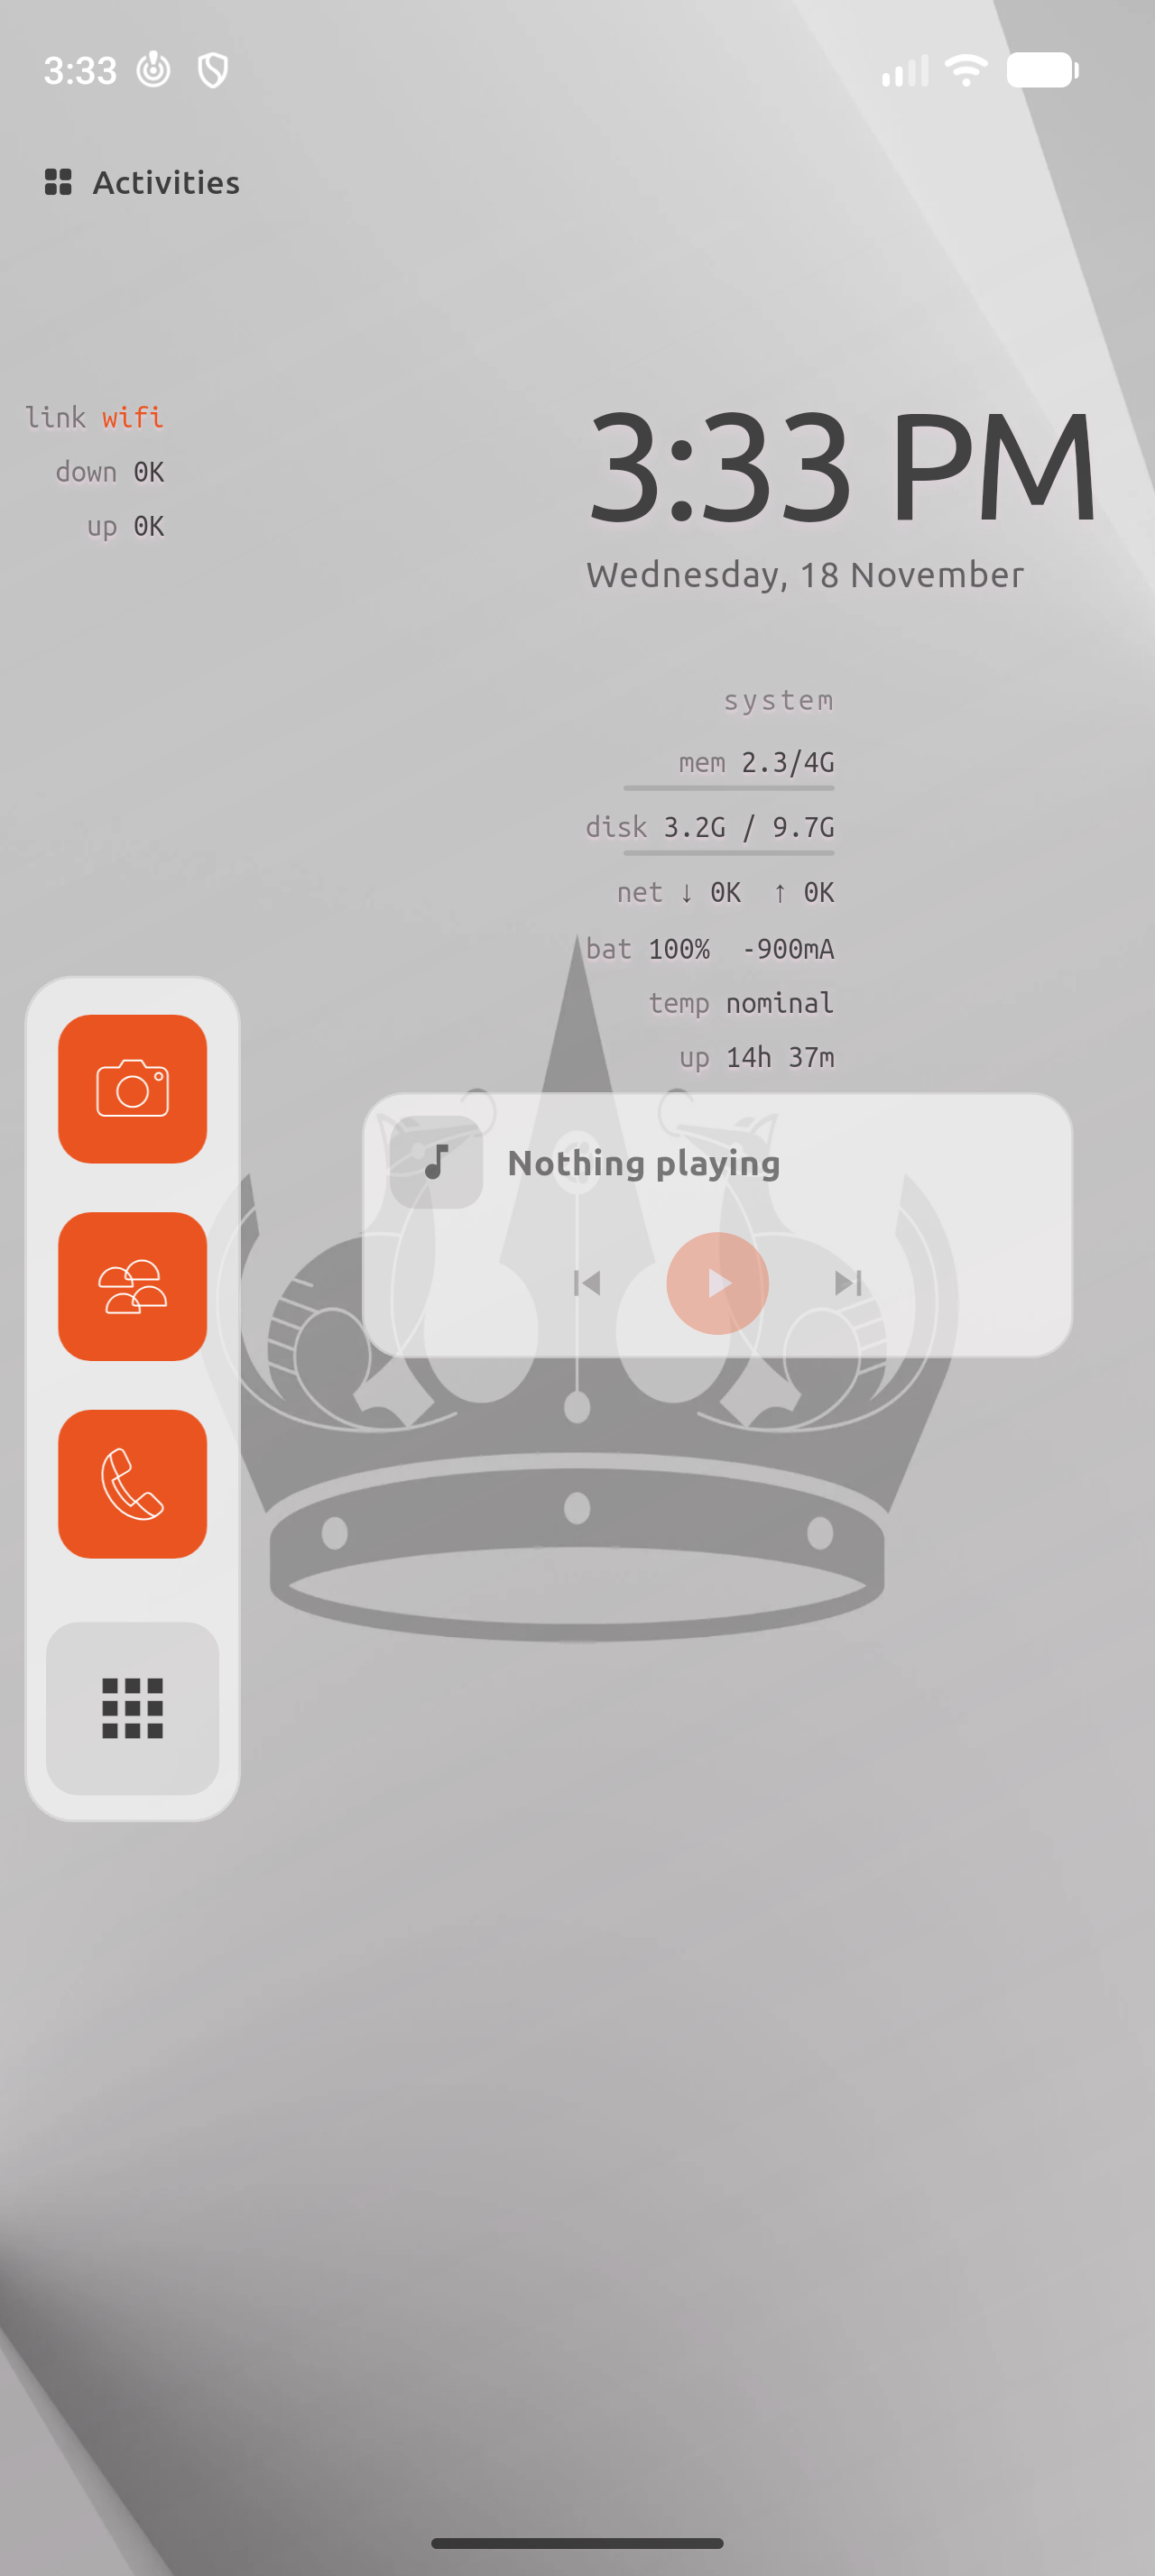 3:33
Activities
link wifi
down 0K
up 0K
3:33 PM
Wednesday, 18 November
system
mem 2.3/4G
disk 3.2G / 9.7G
net ↓ 0K ↑ 0K
bat 100% -900mA
temp nominal
up 14h 37m
Nothing playing